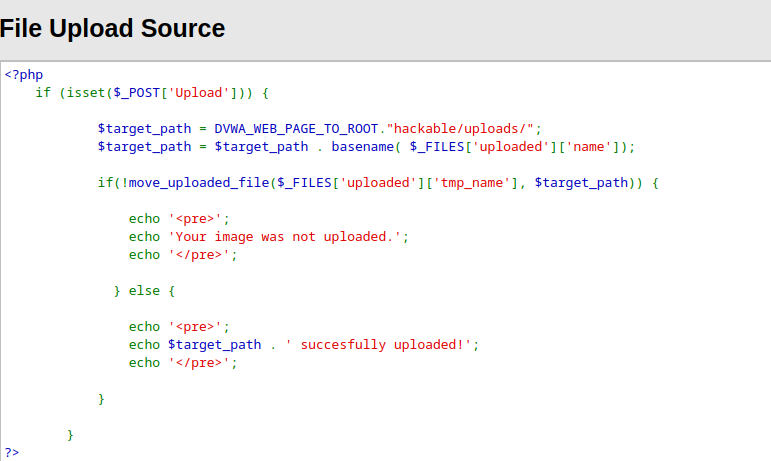 File Upload Source
<?php
if (isset($_POST['Upload'])) {
$target_path = DVWA_WEB_PAGE_TO_ROOT."hackable/uploads/";
$target_path = $target_path . basename( $_FILES['uploaded']['name']);
if(!move_uploaded_file($_FILES['uploaded']['tmp_name'], $target_path)) {
echo '<pre>';
echo 'Your image was not uploaded.';
echo '</pre>';
} else {
echo '<pre>';
echo $target_path . ' succesfully uploaded!';
echo '</pre>';
}
}
?>